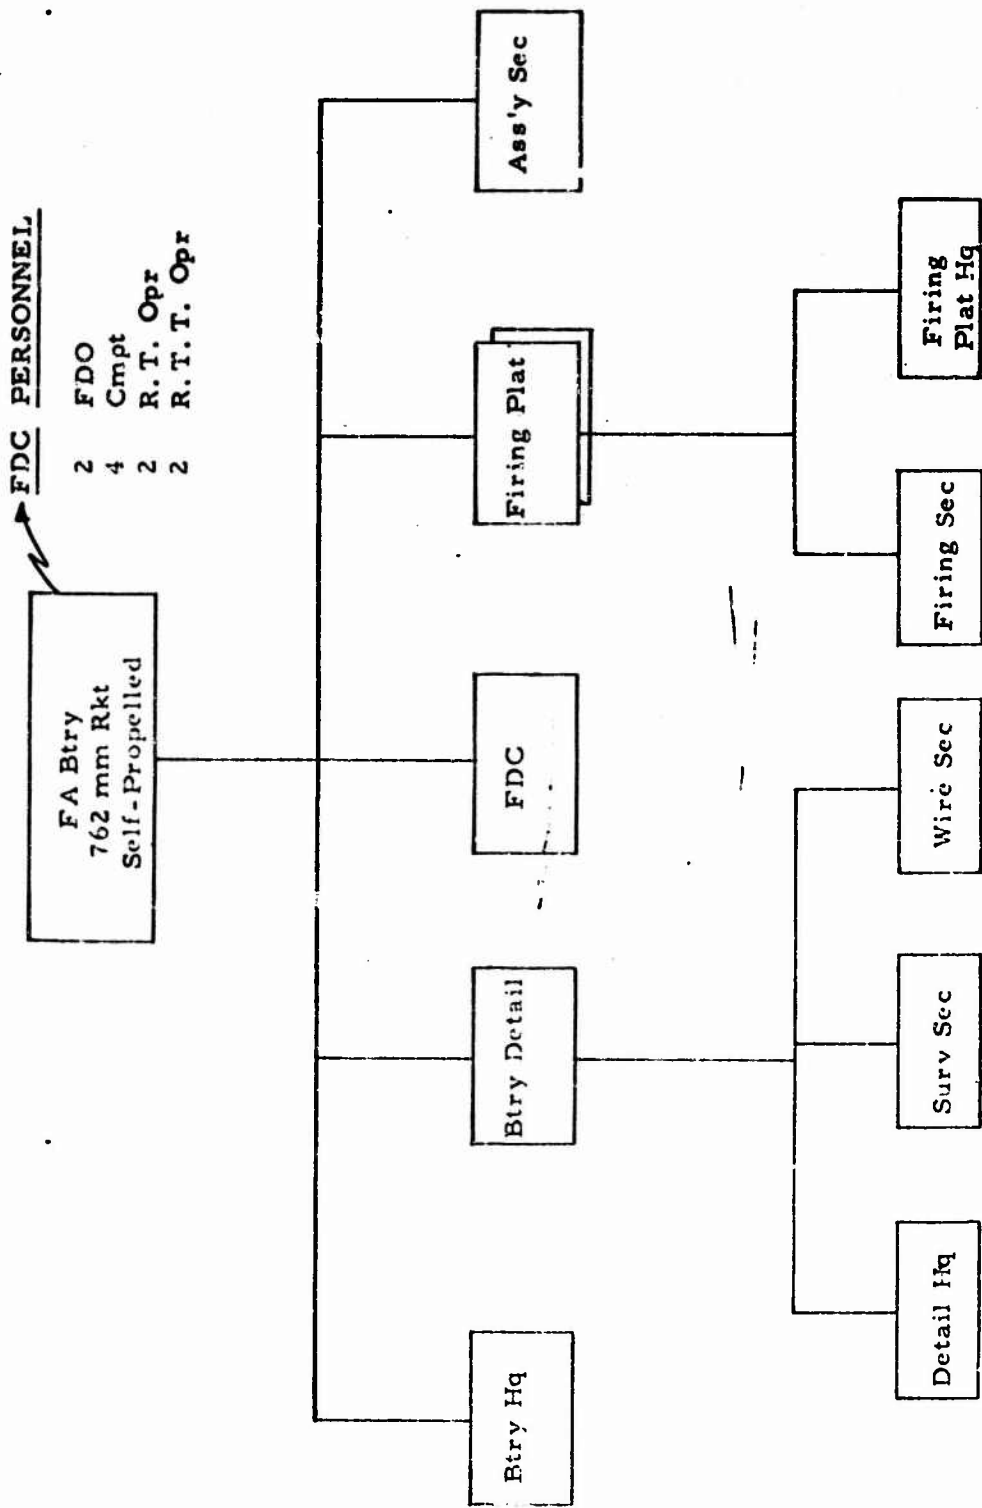 FDC PERSONNEL
2 FDO
4 Cmpt
2 R. T. Opr
2 R. T. T. Opr
FA Btry
762 mm Rkt
Self-Propelled
Btry Hq
Btry Detail
FDC
Firing Plat
Ass'y Sec
Detail Hq
Surv Sec
Wire Sec
Firing Sec
Firing
Plat Hq